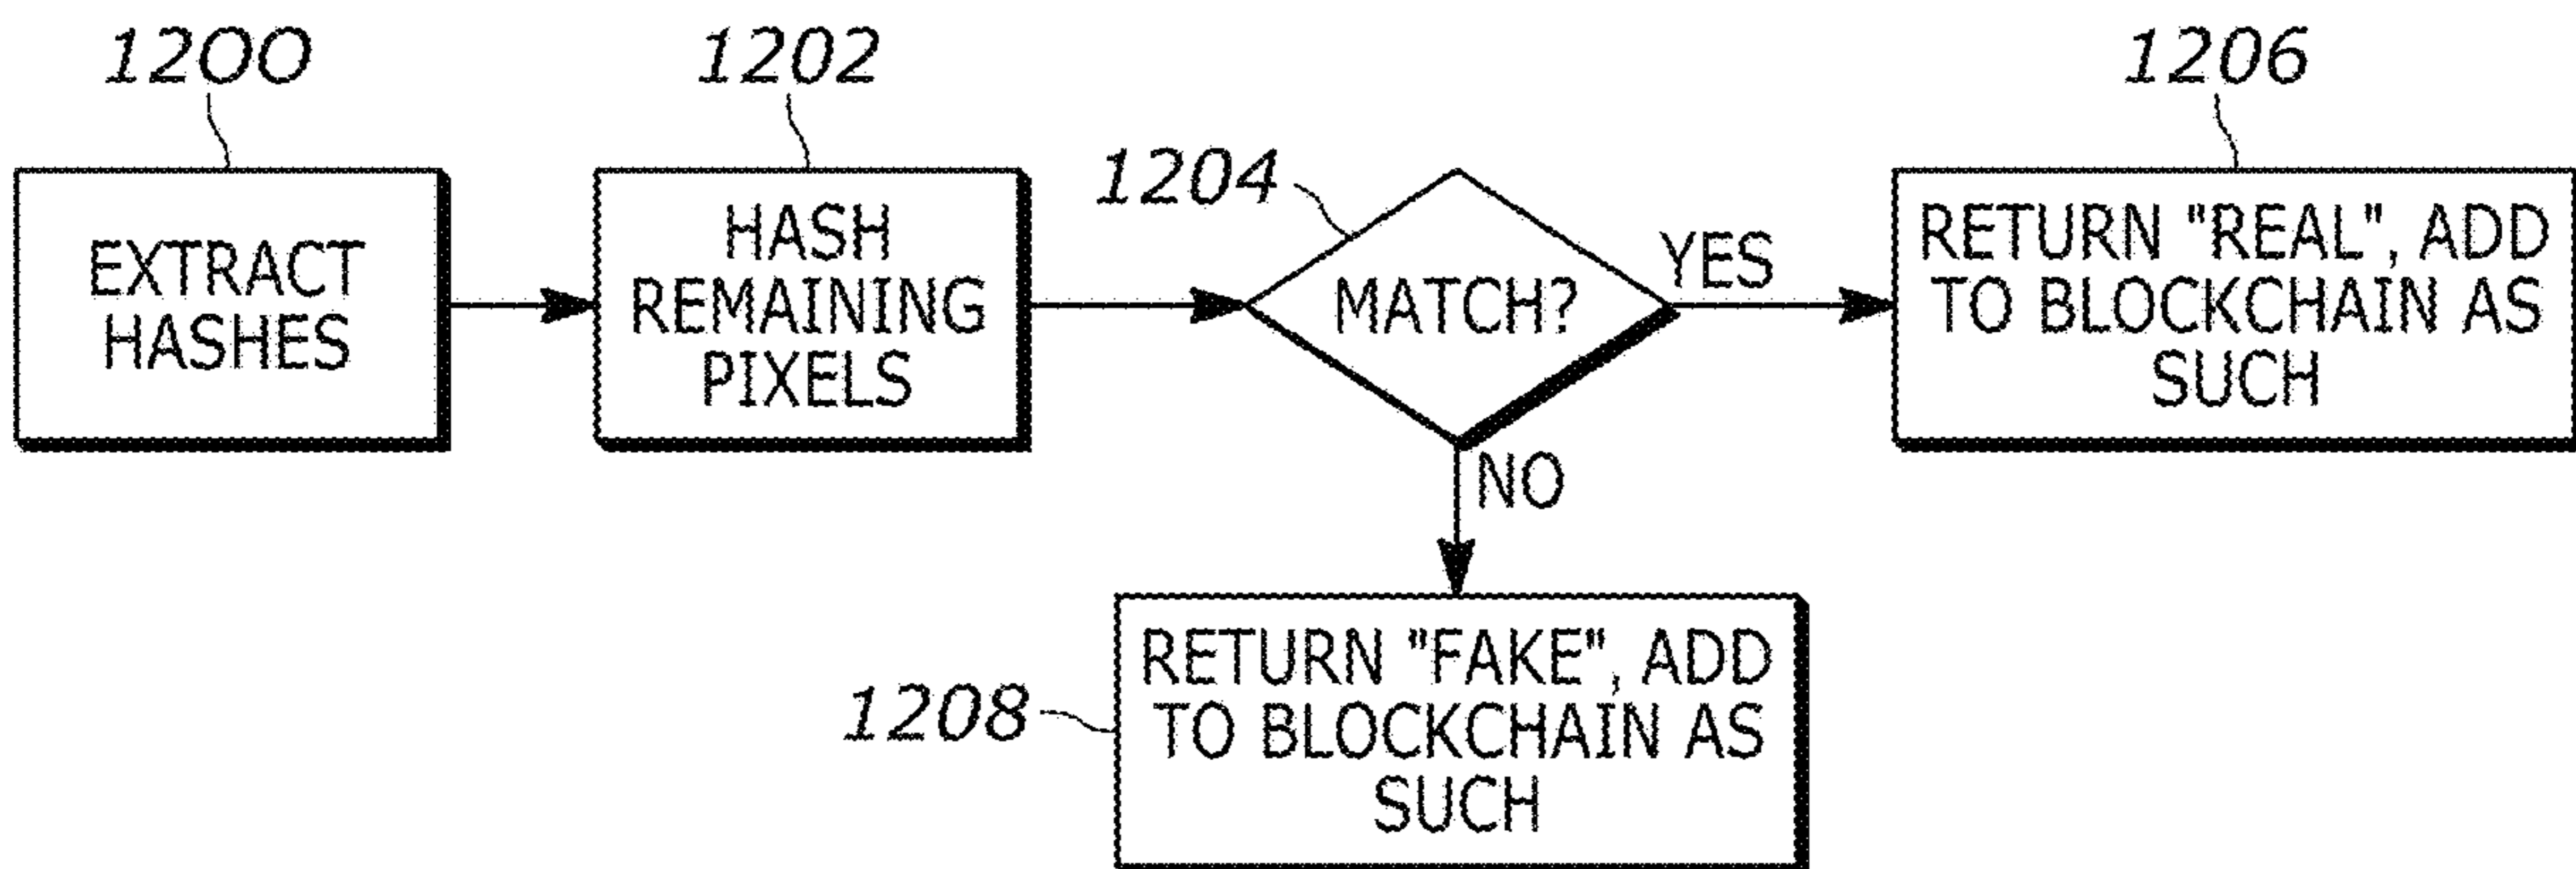 1200
1202
1206
1204
EXTRACT
HASHES
HASH
REMAINING
PIXELS
MATCH?
YES
NO
RETURN "REAL", ADD
TO BLOCKCHAIN AS
SUCH
1208
RETURN "FAKE", ADD
TO BLOCKCHAIN AS
SUCH